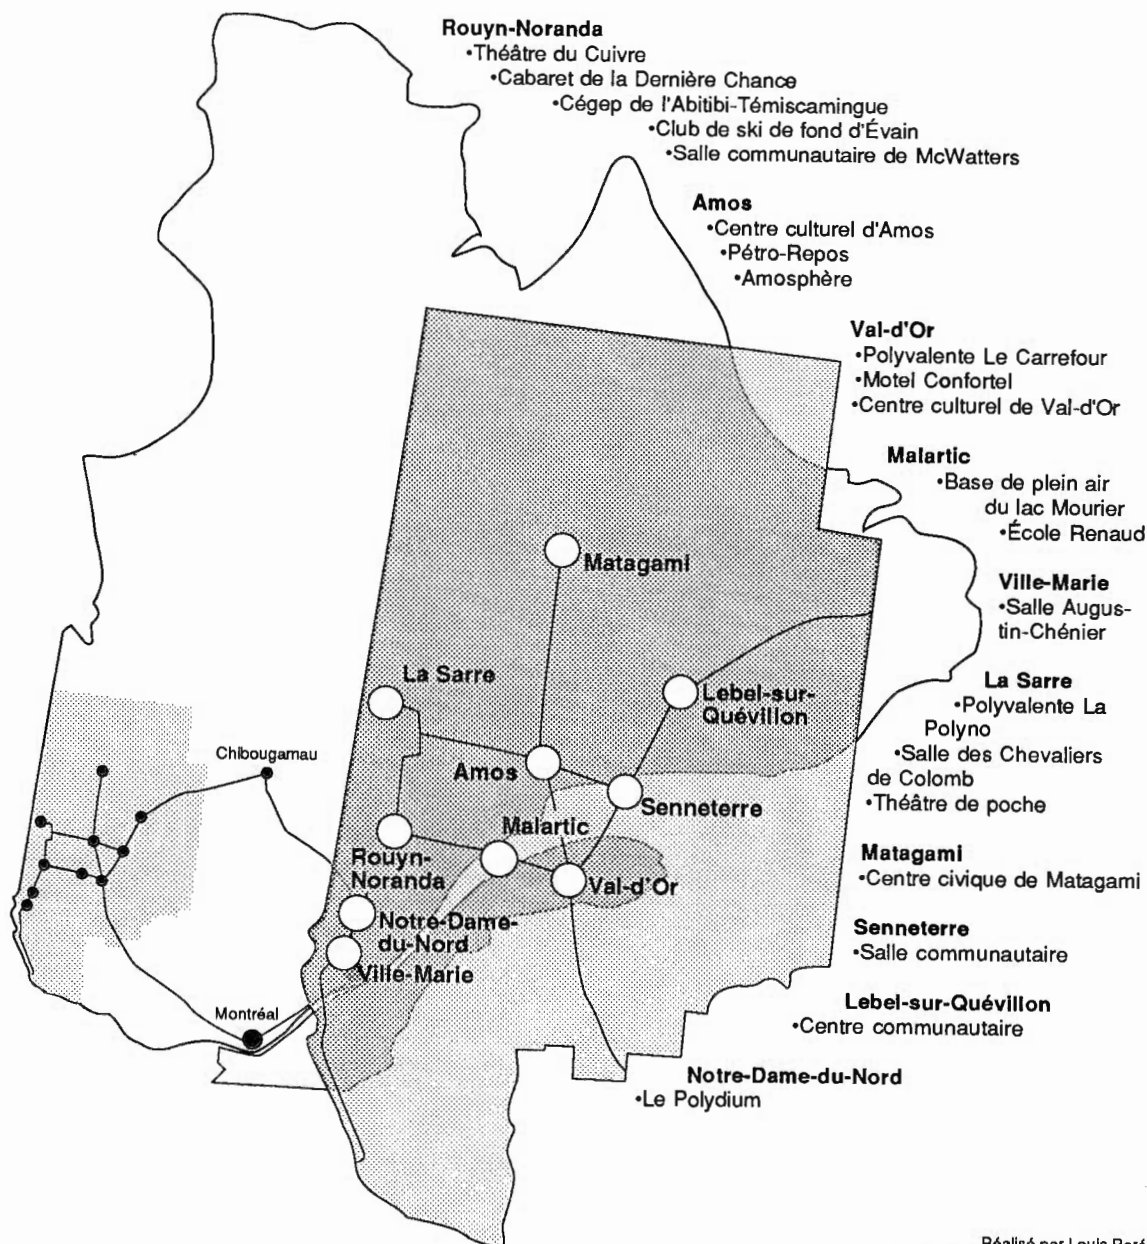 Rouyn-Noranda
•Théâtre du Cuivre
•Cabaret de la Dernière Chance
•Cégep de l'Abitibi-Témiscamingue
•Club de ski de fond d'Évain
•Salle communautaire de McWatters
Amos
•Centre culturel d'Amos
•Pétro-Repos
•Amosphère
Val-d'Or
•Polyvalente Le Carrefour
•Motel Confortel
•Centre culturel de Val-d'Or
Malartic
•Base de plein air
du lac Mourier
•École Renaud
Ville-Marie
•Salle Augus-
tin-Chénier
La Sarre
•Polyvalente La
Polyno
•Salle des Chevaliers
de Colomb
•Théâtre de poche
Matagami
•Centre civique de Matagami
Senneterre
•Salle communautaire
Lebel-sur-Quévillon
•Centre communautaire
Notre-Dame-du-Nord
•Le Polydium
Matagami
La Sarre
Lebel-sur-
Quévillon
Amos
Senneterre
Malartic
Rouyn-
Noranda
Val-d'Or
Notre-Dame-
du-Nord
Ville-Marie
Chibougamau
Montréal
Réalisé par Louis